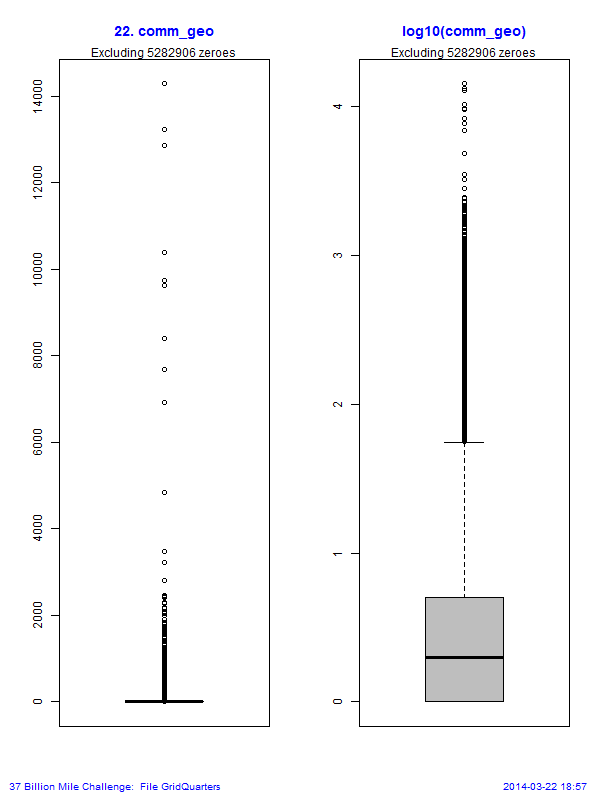 22. comm_geo
Excluding 5282906 zeroes
14000
12000
10000
8000
6000
4000
2000
0
log10(comm_geo)
Excluding 5282906 zeroes
4
3
2
1
0
37 Billion Mile Challenge:  File GridQuarters
2014-03-22 18:57